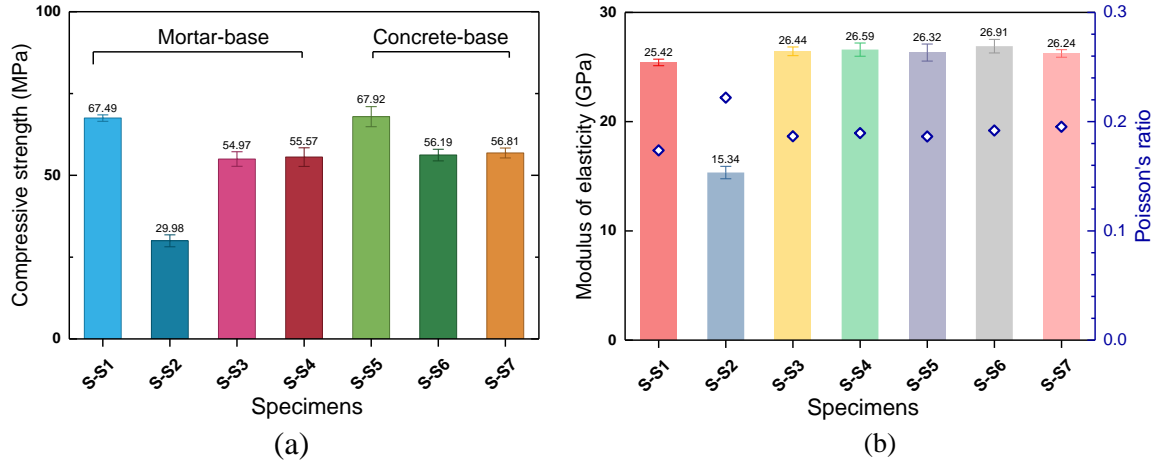 100
50
0
Compressive strength (MPa)
Mortar-base
Concrete-base
67.49
29.98
54.97
55.57
67.92
56.19
56.81
S-S1
S-S2
S-S3
S-S4
S-S5
S-S6
S-S7
Specimens
(a)
30
20
10
0
Modulus of elasticity (GPa)
25.42
15.34
26.44
26.59
26.32
26.91
26.24
0.3
0.2
0.1
0.0
Poisson's ratio
S-S1
S-S2
S-S3
S-S4
S-S5
S-S6
S-S7
Specimens
(b)